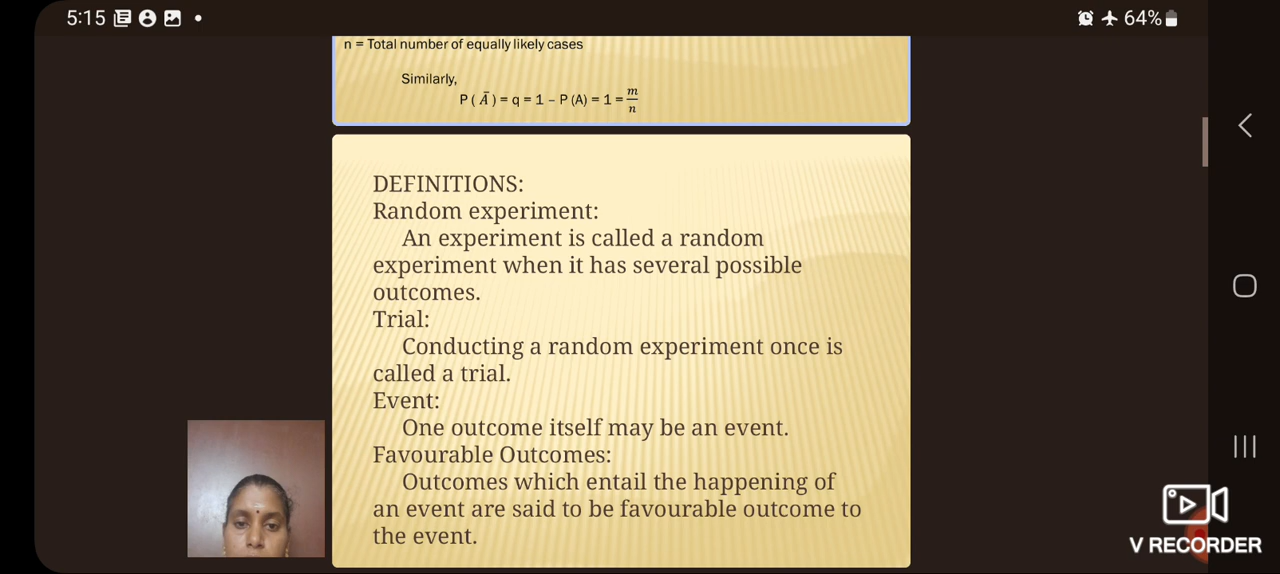 5:15
64%
n = Total number of equally likely cases
Similarly,
P ( Ā ) = q = 1 – P (A) = 1 = m/n
DEFINITIONS:
Random experiment:
An experiment is called a random
experiment when it has several possible
outcomes.
Trial:
Conducting a random experiment once is
called a trial.
Event:
One outcome itself may be an event.
Favourable Outcomes:
Outcomes which entail the happening of
an event are said to be favourable outcome to
the event.
V RECORDER